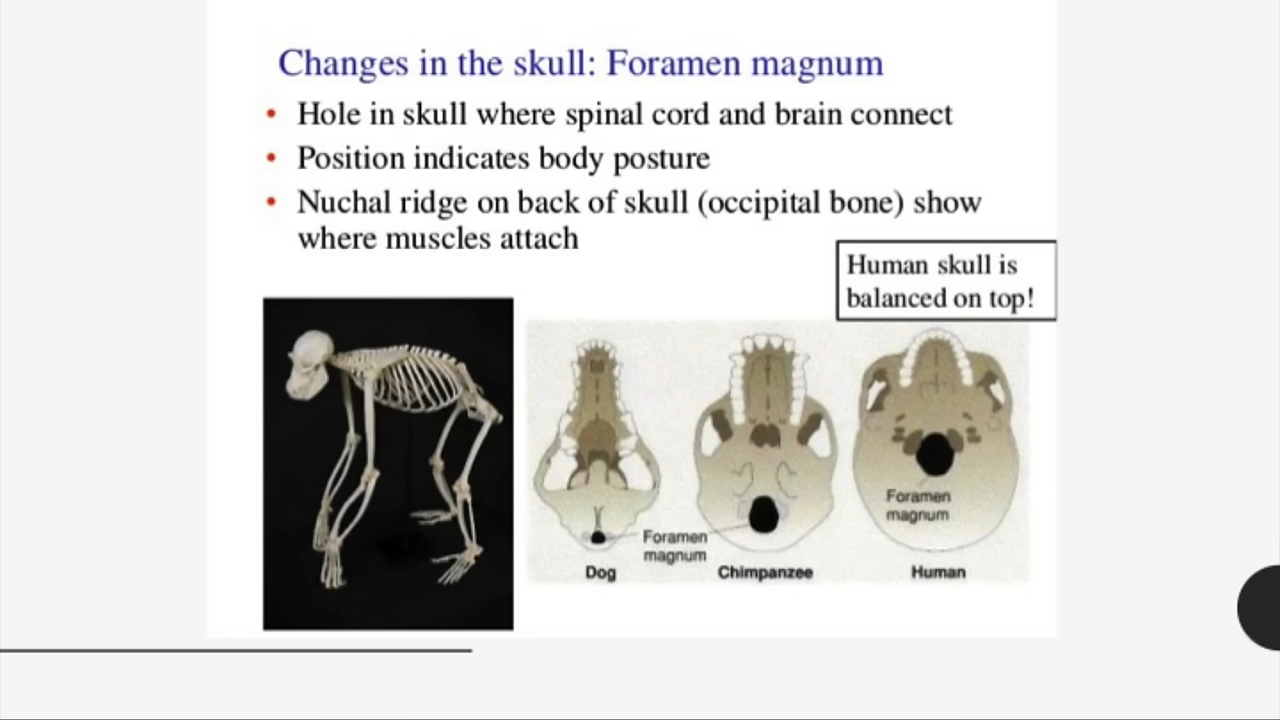 Changes in the skull: Foramen magnum
• Hole in skull where spinal cord and brain connect
• Position indicates body posture
• Nuchal ridge on back of skull (occipital bone) show
where muscles attach
Human skull is
balanced on top!
Foramen
magnum
Foramen
magnum
Dog
Chimpanzee
Human